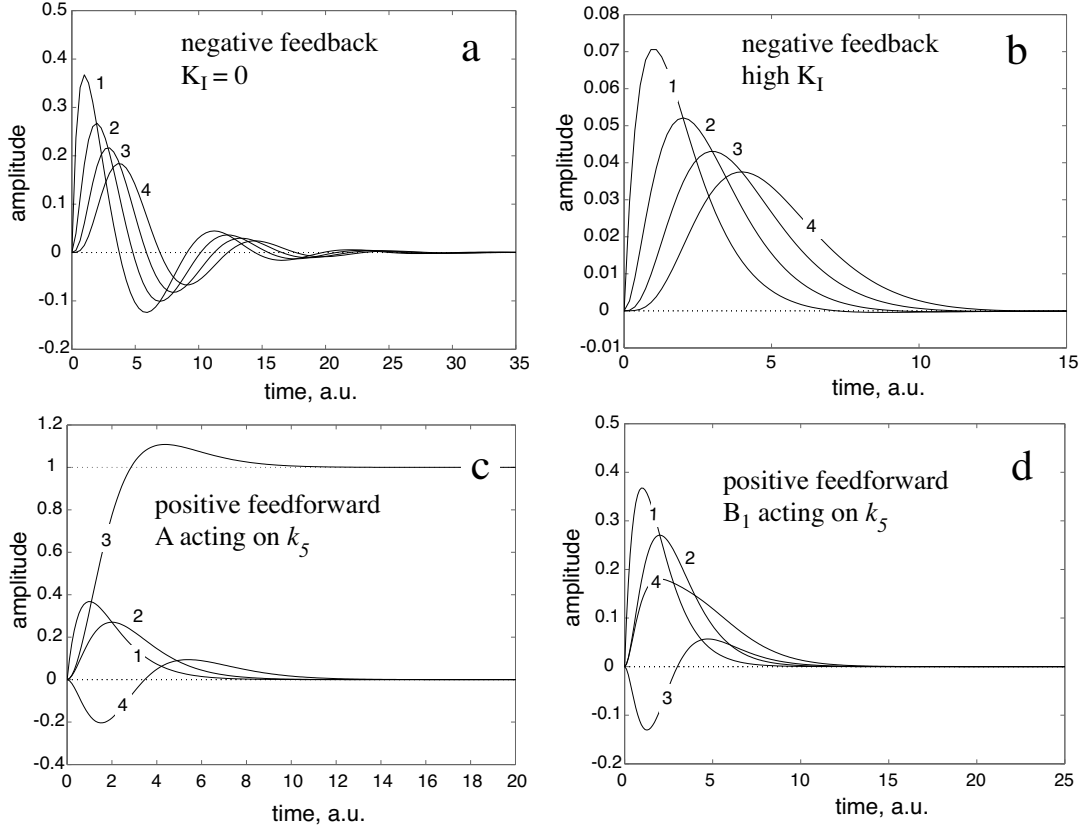 0.5
0.4
0.3
0.2
0.1
0
-0.1
-0.2
amplitude
negative feedback
K_I = 0
a
1
2
3
4
0 5 10 15 20 25 30 35
time, a.u.
0.08
0.07
0.06
0.05
0.04
0.03
0.02
0.01
0
-0.01
amplitude
negative feedback
high K_I
b
1
2
3
4
0 5 10 15
time, a.u.
1.2
1
0.8
0.6
0.4
0.2
0
-0.2
-0.4
amplitude
c
positive feedforward
A acting on k_5
3
2
1
4
0 2 4 6 8 10 12 14 16 18 20
time, a.u.
0.5
0.4
0.3
0.2
0.1
0
-0.1
-0.2
amplitude
positive feedforward
B_1 acting on k_5
d
1
2
4
3
0 5 10 15 20 25
time, a.u.